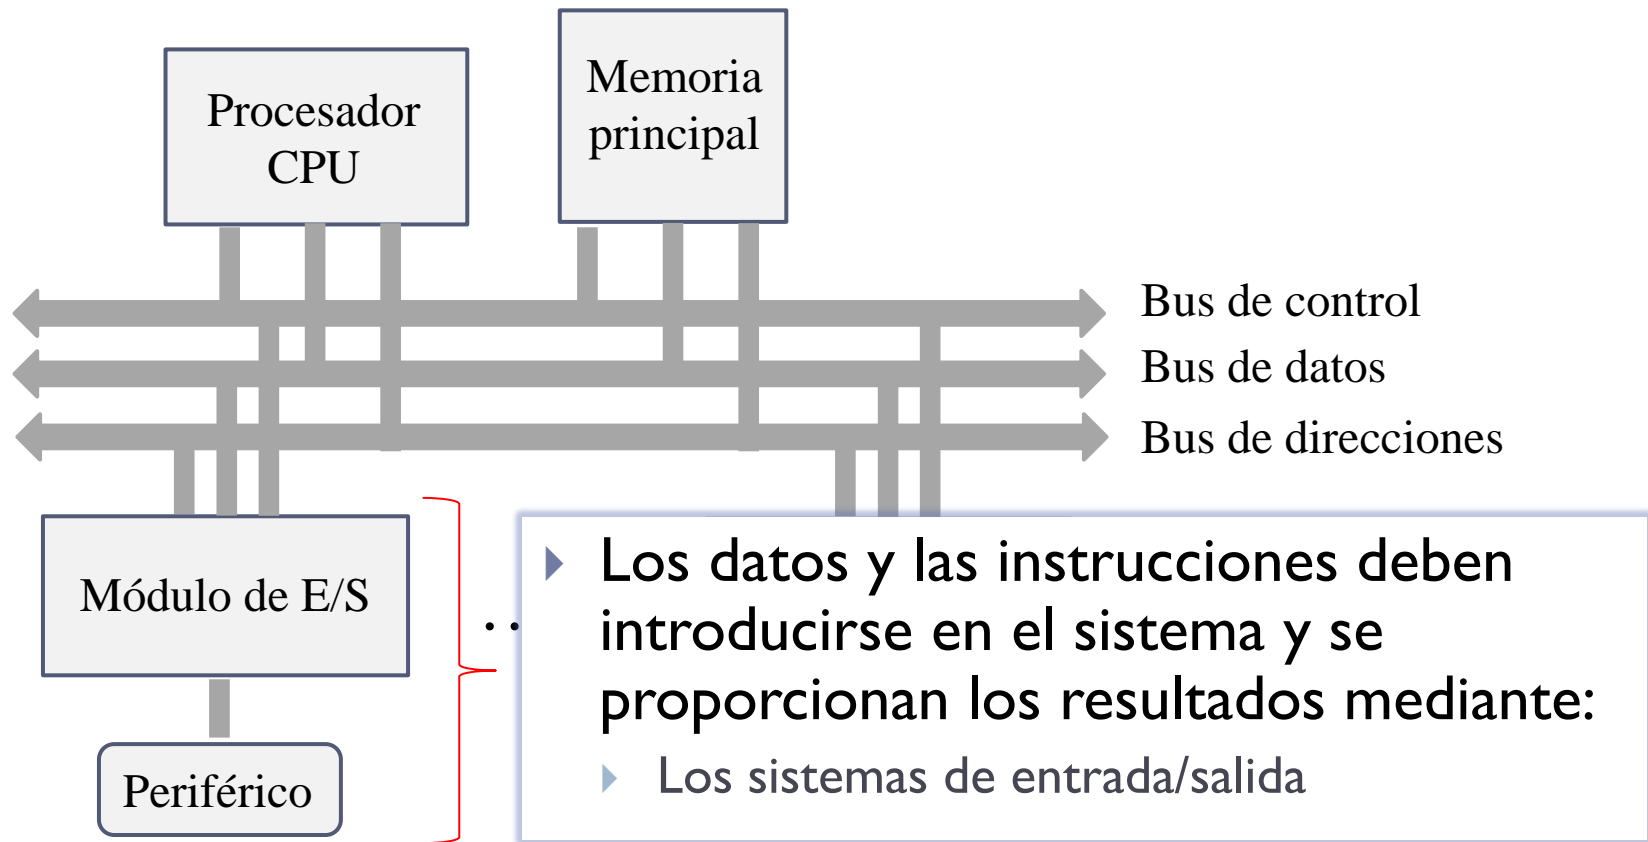 Procesador
CPU
Memoria
principal
Bus de control
Bus de datos
Bus de direcciones
Módulo de E/S
Periférico
. .
Los datos y las instrucciones deben
introducirse en el sistema y se
proporcionan los resultados mediante:
Los sistemas de entrada/salida